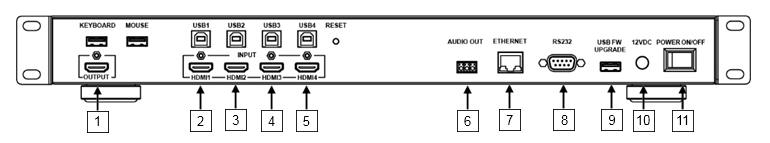 KEYBOARD MOUSE USB1 USB2 USB3 USB4 RESET
AUDIO OUT ETHERNET RS232 USB FW UPGRADE 12VDC POWER ON/OFF
INPUT
OUTPUT HDMI1 HDMI2 HDMI3 HDMI4
1 2 3 4 5 6 7 8 9 10 11